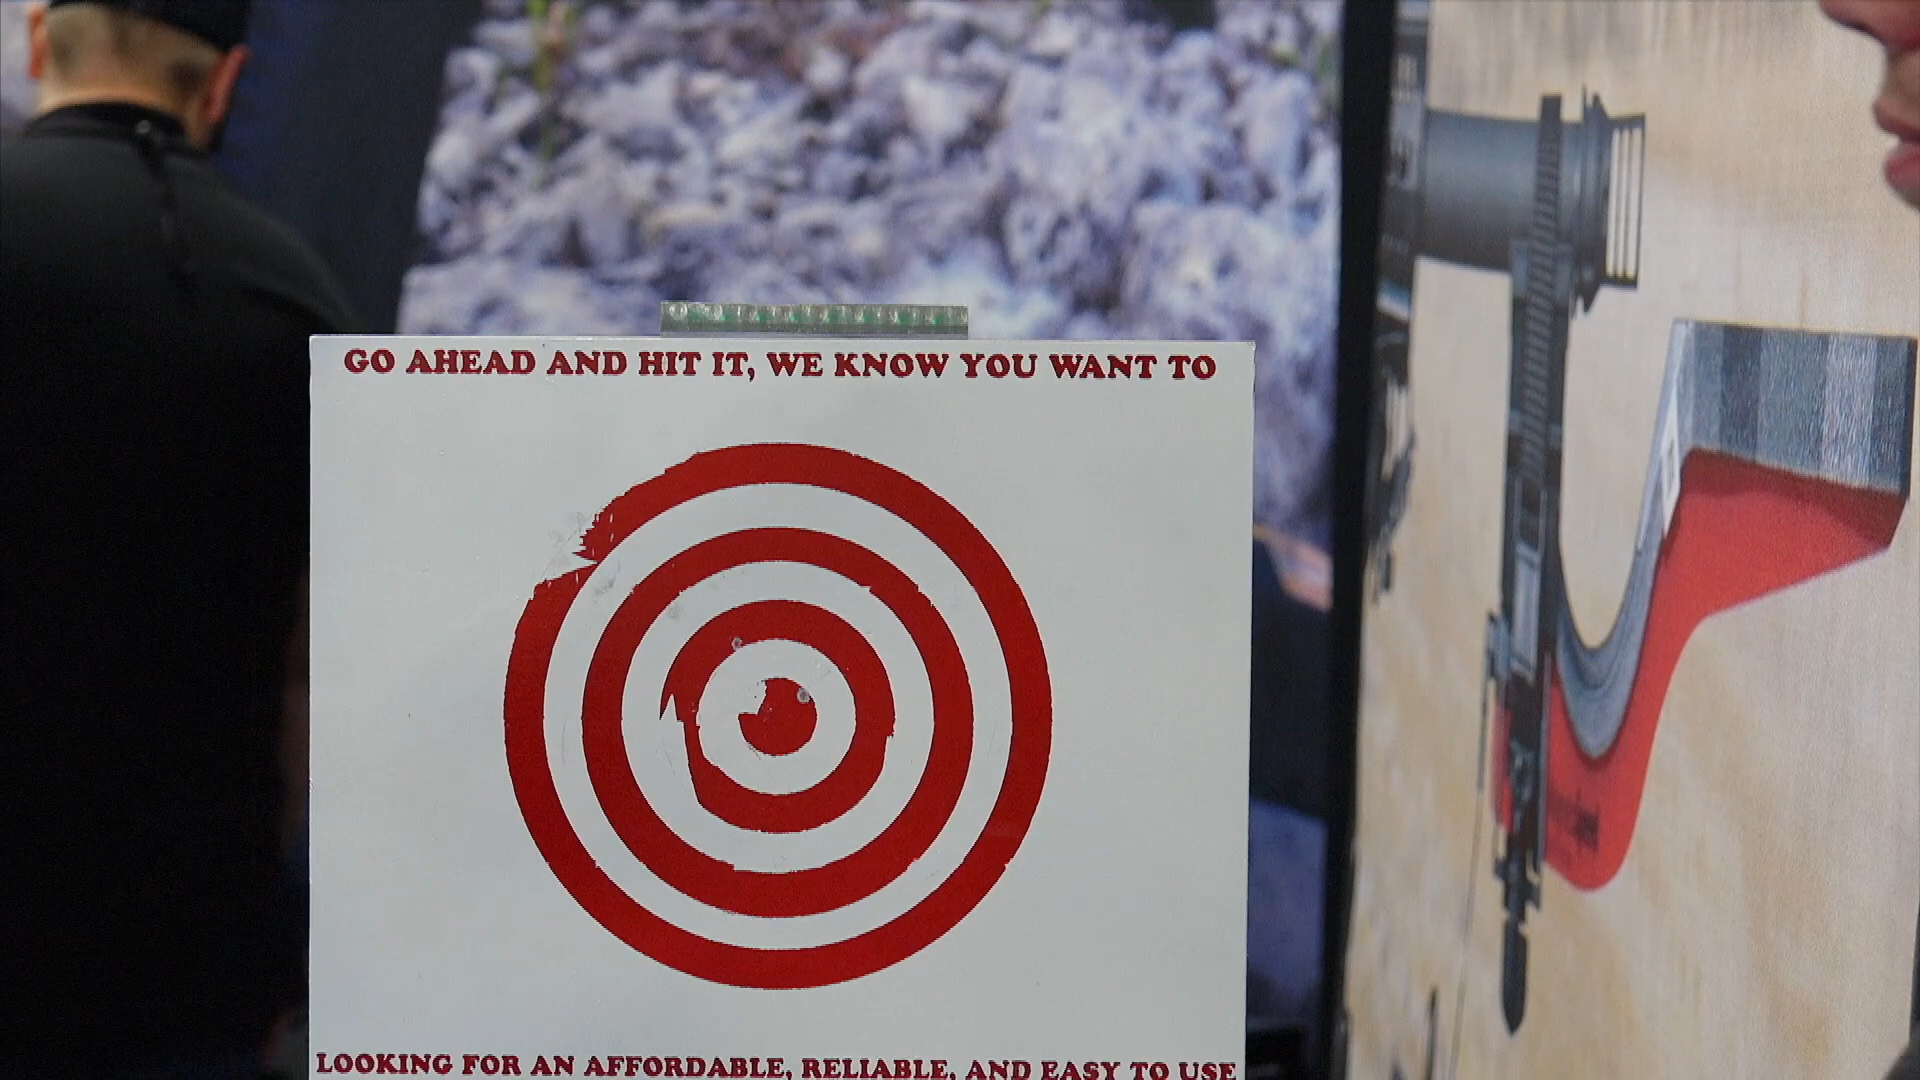 GO AHEAD AND HIT IT, WE KNOW YOU WANT TO
LOOKING FOR AN AFFORDABLE, RELIABLE, AND EASY TO USE